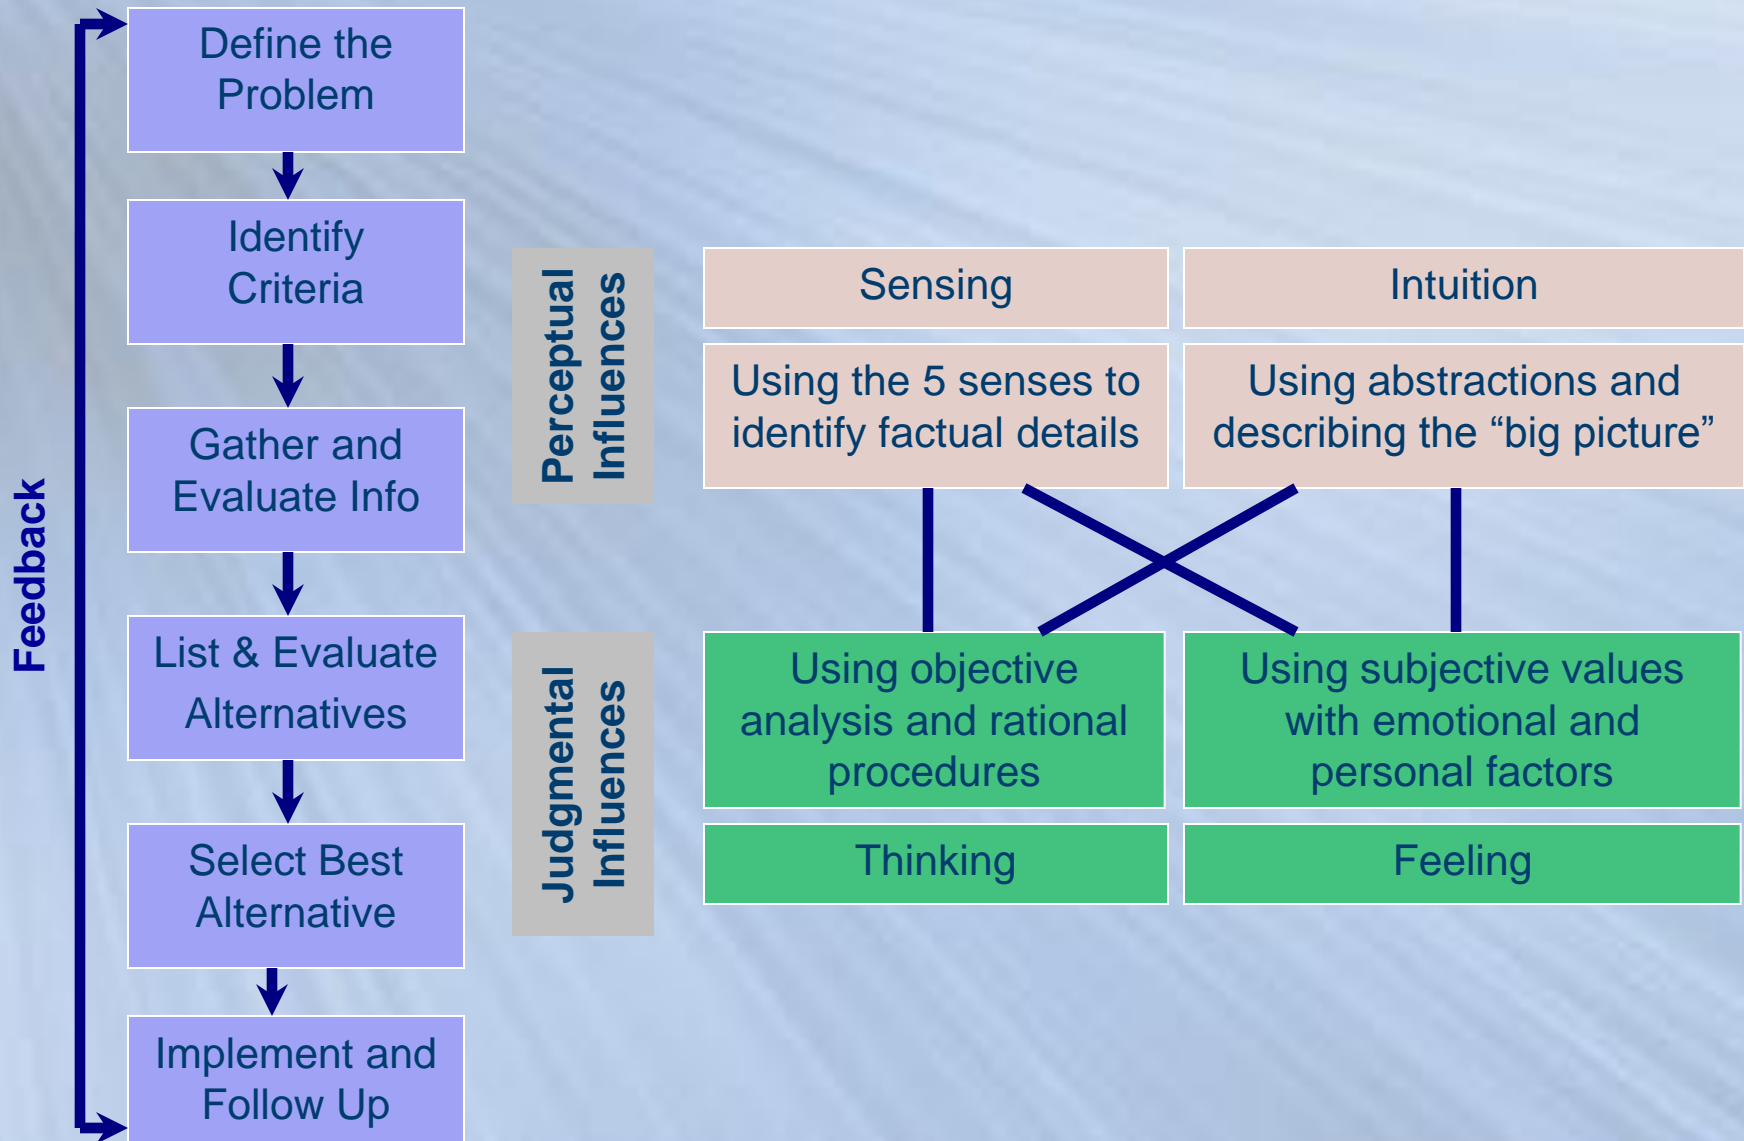 Define the
Problem
Identify
Criteria
Gather and
Evaluate Info
List & Evaluate
Alternatives
Select Best
Alternative
Implement and
Follow Up
Feedback
Perceptual
Influences
Sensing
Intuition
Using the 5 senses to
identify factual details
Using abstractions and
describing the “big picture”
Judgmental
Influences
Using objective
analysis and rational
procedures
Using subjective values
with emotional and
personal factors
Thinking
Feeling